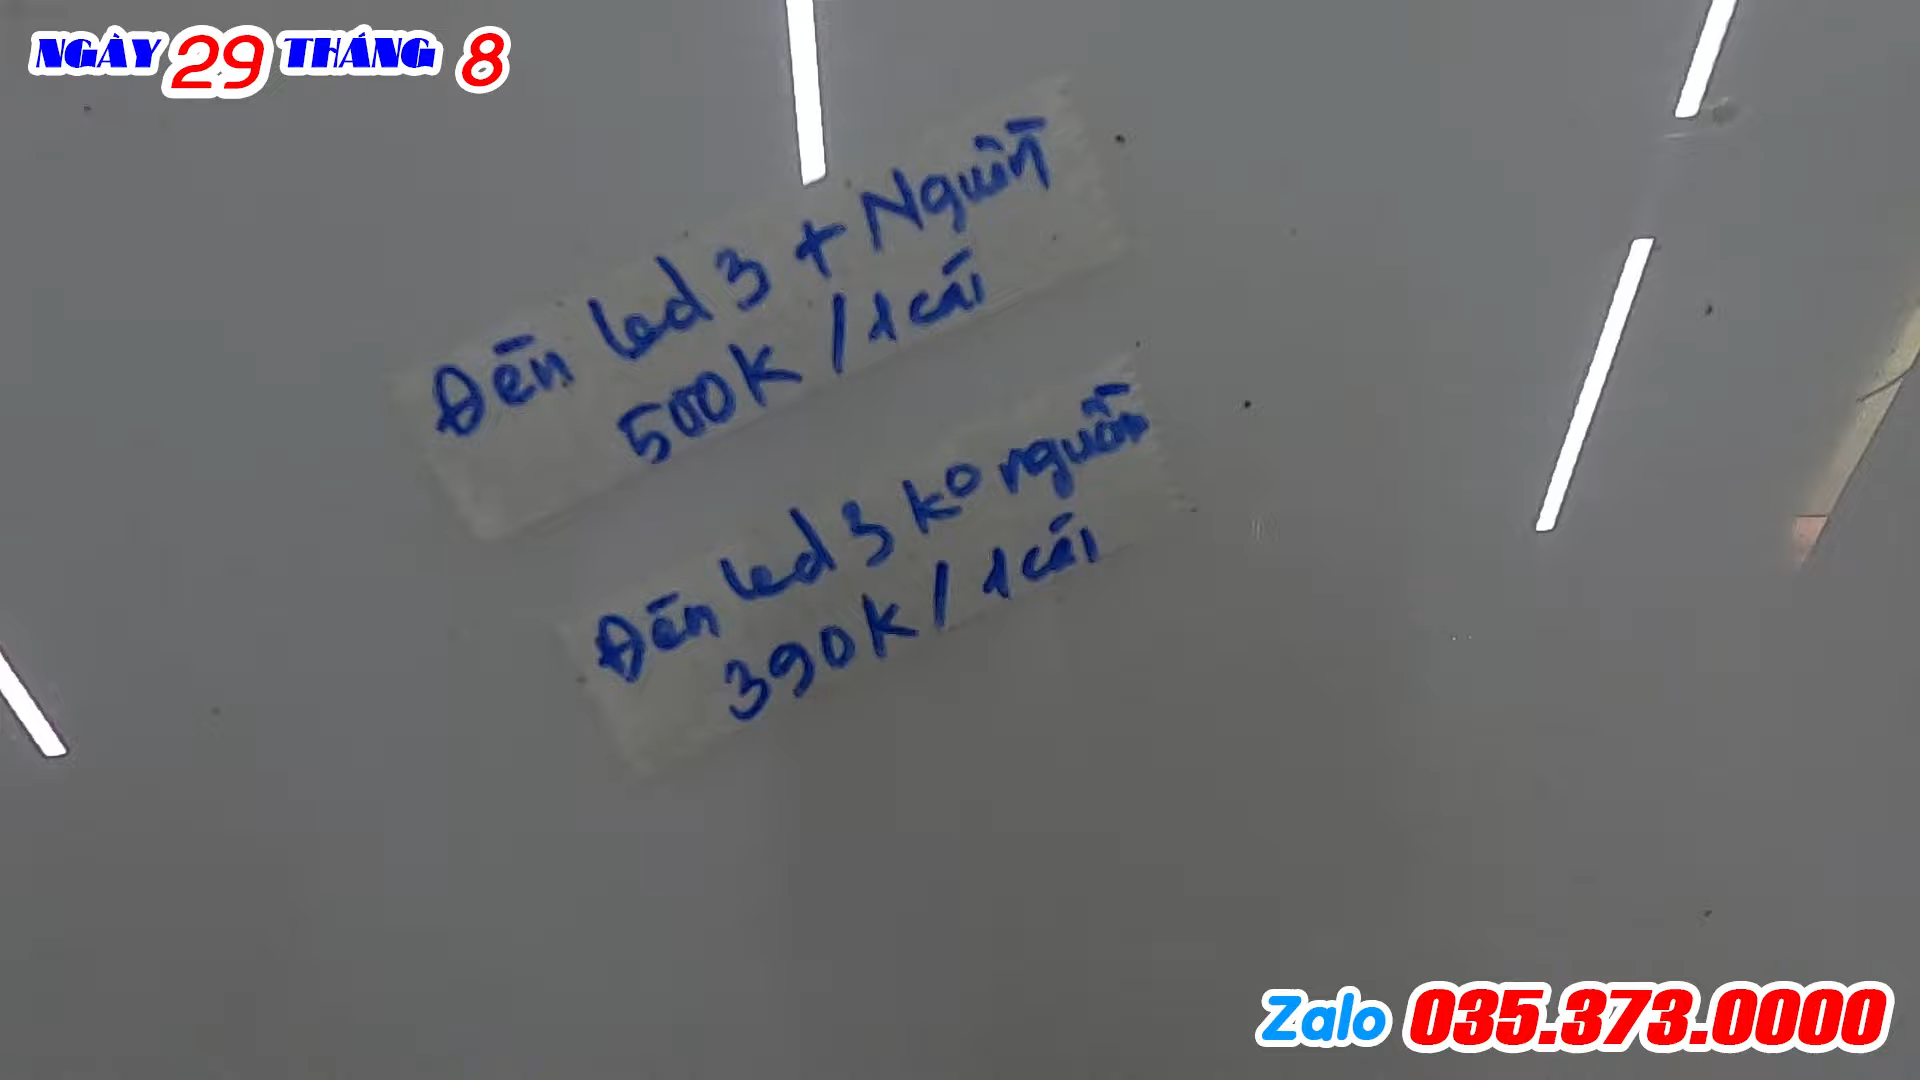 NGÀY 29 THÁNG 8
Đèn led 3 + Nguồn
500K / 1 cái
Đèn led 3 ko nguồn
390K / 1 cái
Zalo 035.373.0000